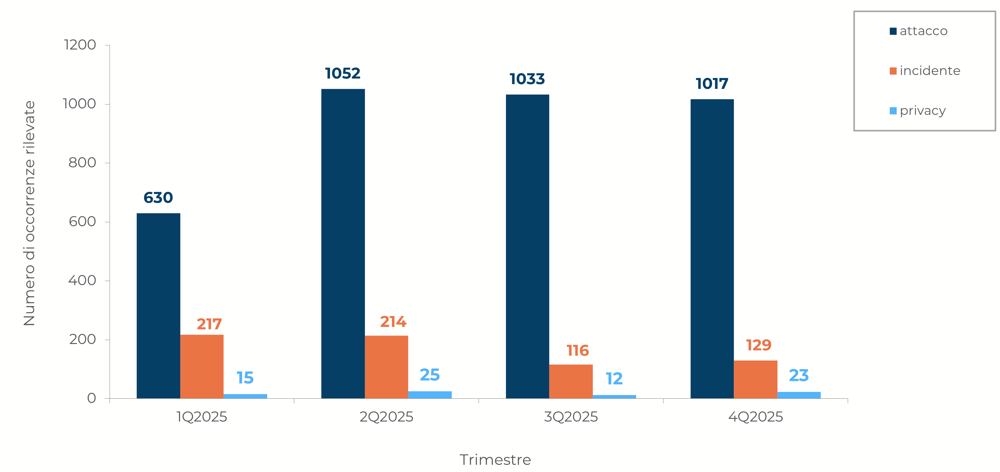 attacco
incidente
privacy
Numero di occorrenze rilevate
1200
1000
800
600
400
200
0
630
217
15
1052
214
25
1033
116
12
1017
129
23
1Q2025
2Q2025
3Q2025
4Q2025
Trimestre